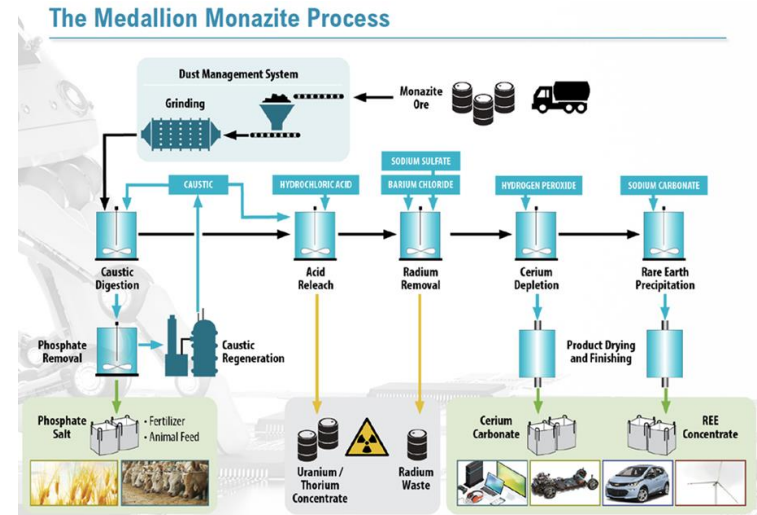 The Medallion Monazite Process
Dust Management System
Grinding
Monazite
Ore
SODIUM SULFATE
CAUSTIC
HYDROCHLORIC ACID
BARIUM CHLORIDE
HYDROGEN PEROXIDE
SODIUM CARBONATE
Caustic
Digestion
Acid
Releach
Radium
Removal
Cerium
Depletion
Rare Earth
Precipitation
Phosphate
Removal
Caustic
Regeneration
Product Drying
and Finishing
Phosphate
Salt
• Fertilizer
• Animal Feed
Uranium /
Thorium
Concentrate
Radium
Waste
Cerium
Carbonate
REE
Concentrate